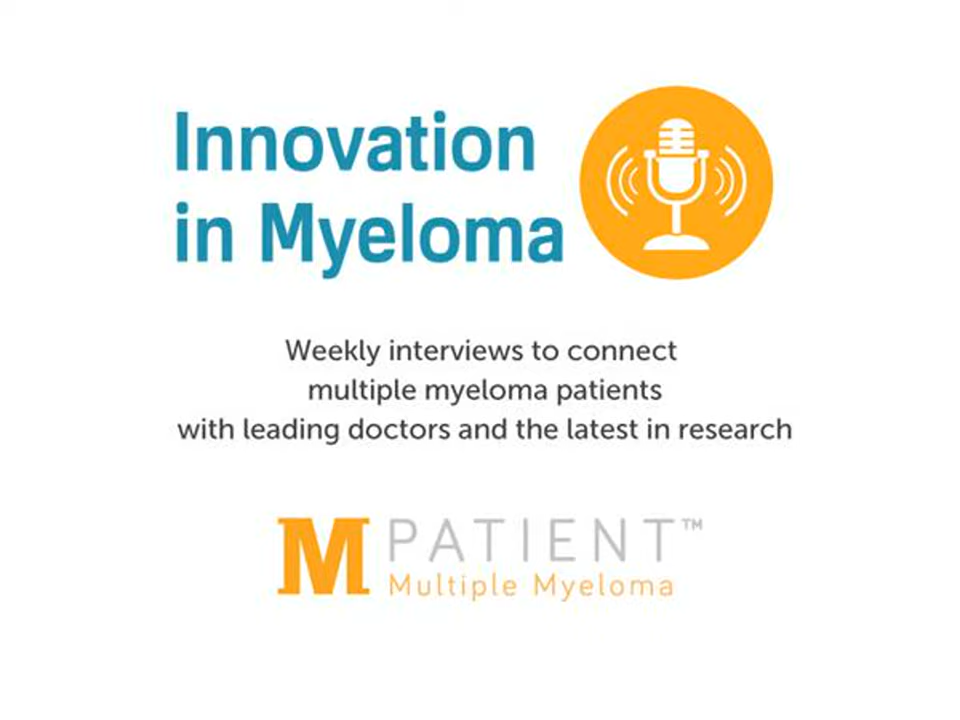 Innovation
in Myeloma
Weekly interviews to connect
multiple myeloma patients
with leading doctors and the latest in research
M PATIENT™
Multiple Myeloma